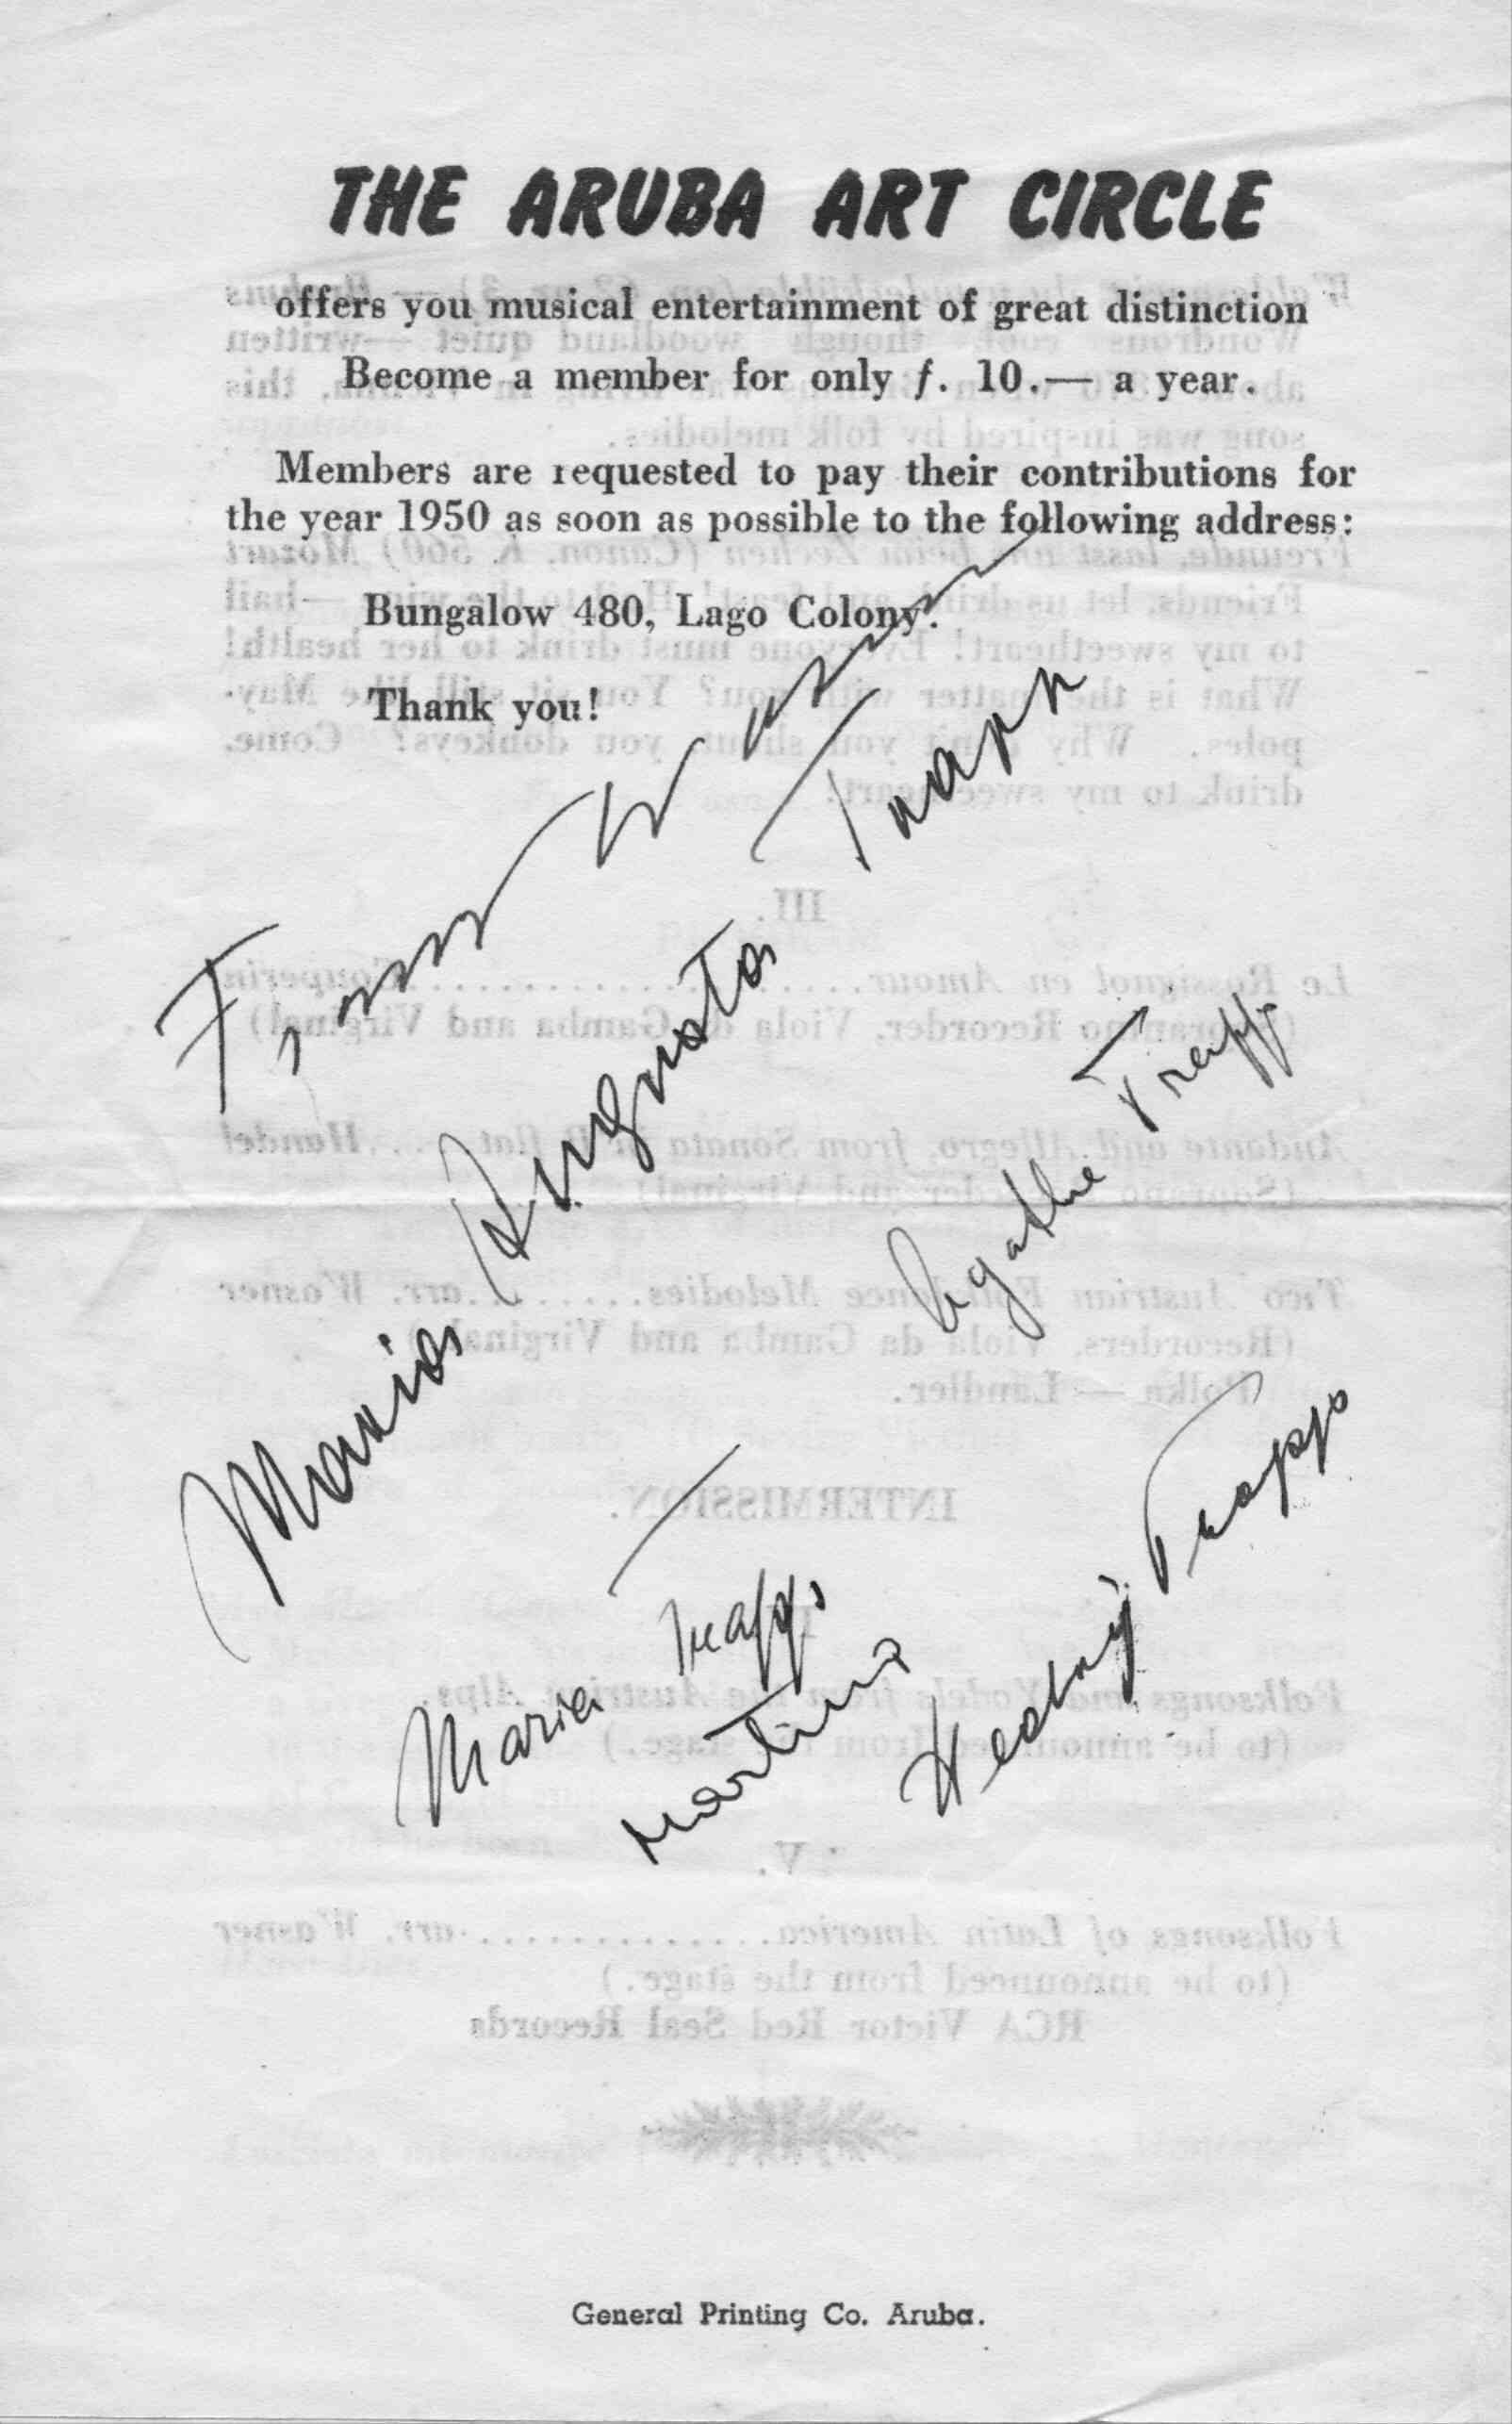 THE ARUBA ART CIRCLE
offers you musical entertainment of great distinction
Become a member for only ƒ. 10.— a year.
Members are requested to pay their contributions for
the year 1950 as soon as possible to the following address:
Bungalow 480, Lago Colony.
Thank you!
F. Wasner
Maria Augusta Trapp
Agathe Trapp
Maria Trapp
Martina
Hedwig Trapp
General Printing Co. Aruba.